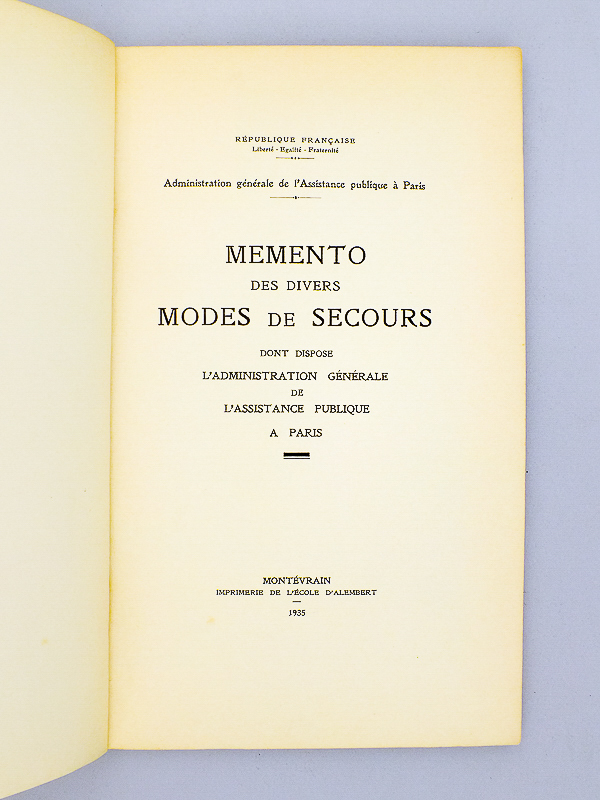 RÉPUBLIQUE FRANÇAISE
Liberté - Egalité - Fraternité
Administration générale de l'Assistance publique à Paris
MEMENTO
DES DIVERS
MODES DE SECOURS
DONT DISPOSE
L'ADMINISTRATION GÉNÉRALE
DE
L'ASSISTANCE PUBLIQUE
A PARIS
MONTÉVRAIN
IMPRIMERIE DE L'ÉCOLE D'ALEMBERT
1935